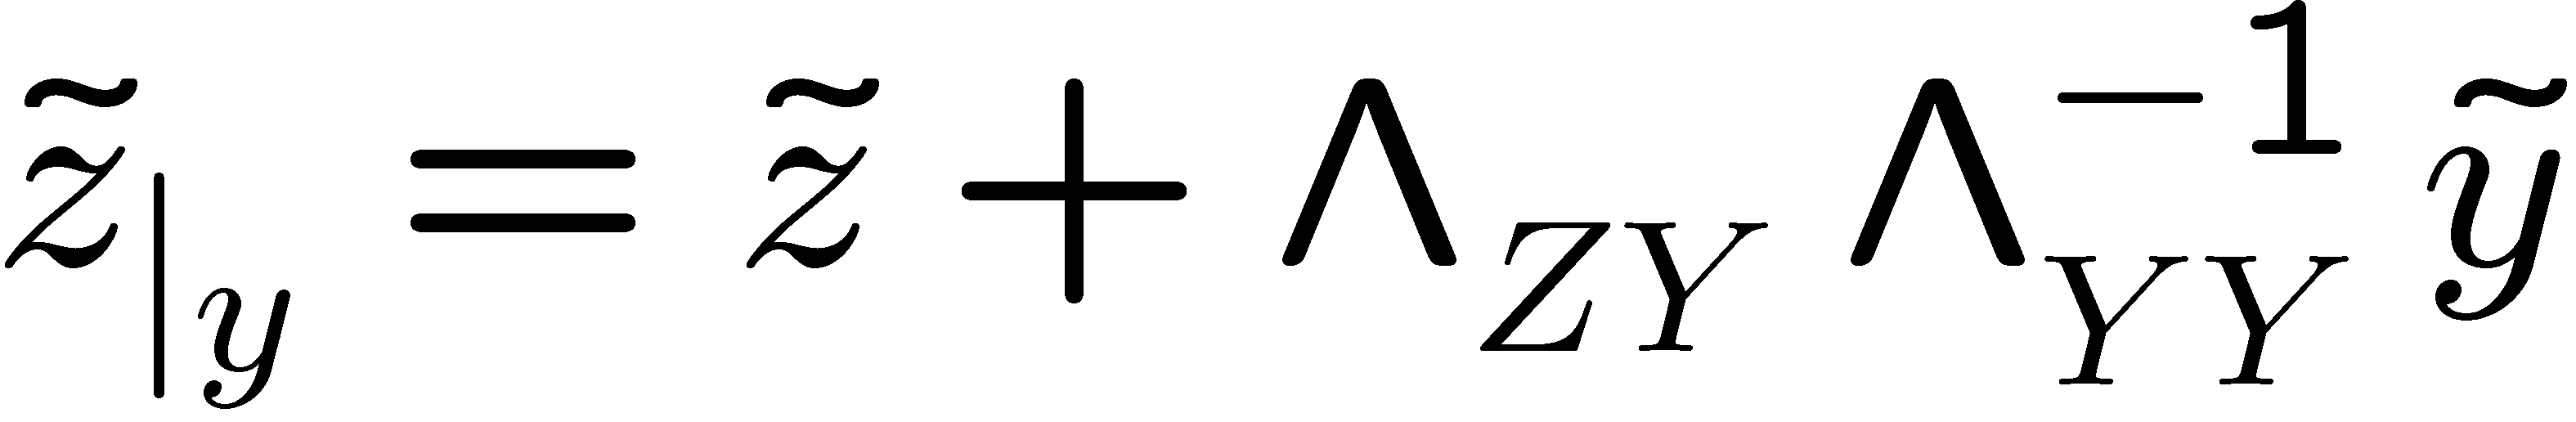 z̃_{|y} = z̃ + Λ_{ZY} Λ_{YY}^{-1} ỹ